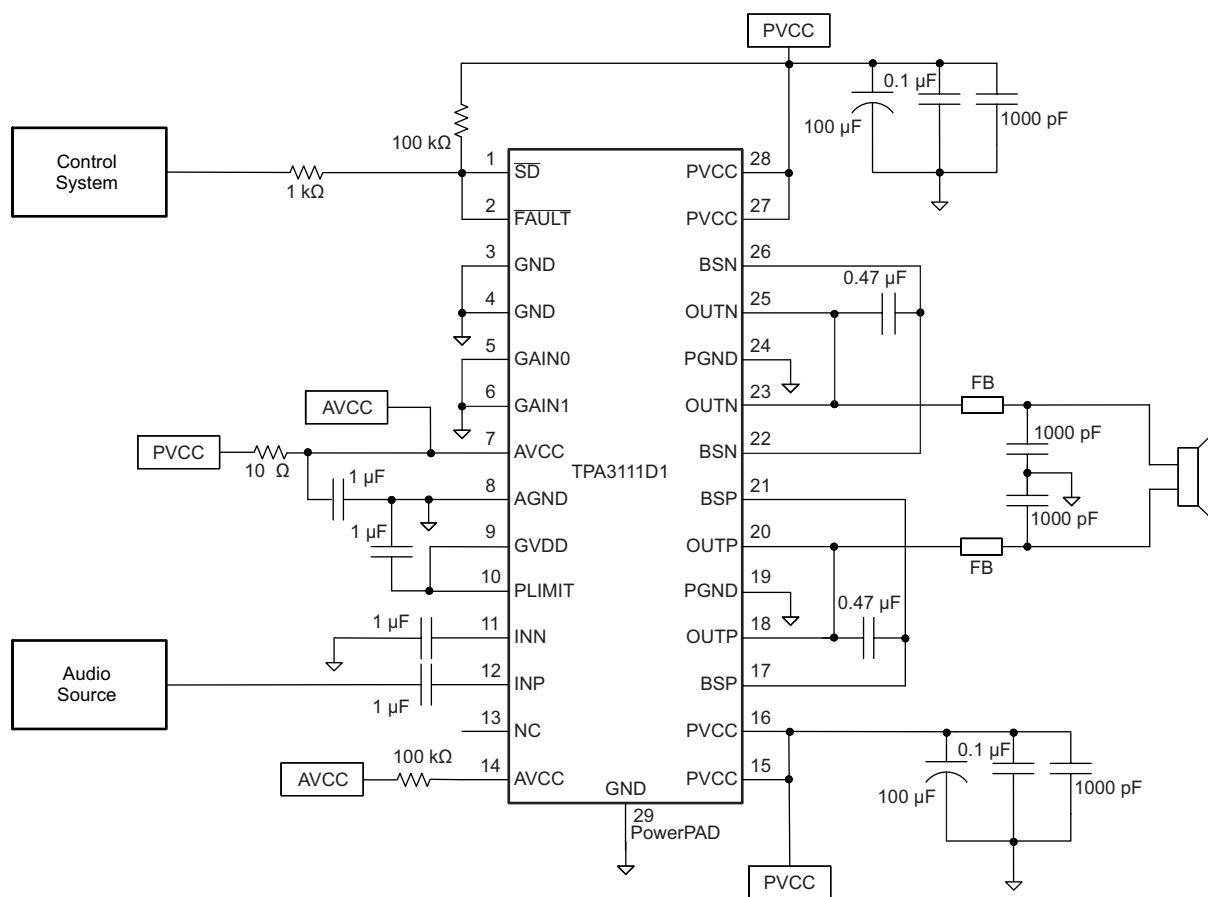 PVCC
0.1 µF
100 µF
1000 pF
100 kΩ
Control
System
1 kΩ
1
SD
2
FAULT
3
GND
4
GND
5
GAIN0
6
GAIN1
AVCC
PVCC
10 Ω
7
AVCC
1 µF
8
AGND
1 µF
9
GVDD
10
PLIMIT
1 µF
11
INN
Audio
Source
12
INP
1 µF
13
NC
AVCC
100 kΩ
14
AVCC
TPA3111D1
GND
29
PowerPAD
28
PVCC
27
PVCC
26
BSN
0.47 µF
25
OUTN
24
PGND
23
OUTN
FB
22
BSN
1000 pF
21
BSP
1000 pF
20
OUTP
FB
19
PGND
0.47 µF
18
OUTP
17
BSP
16
PVCC
15
PVCC
0.1 µF
100 µF
1000 pF
PVCC